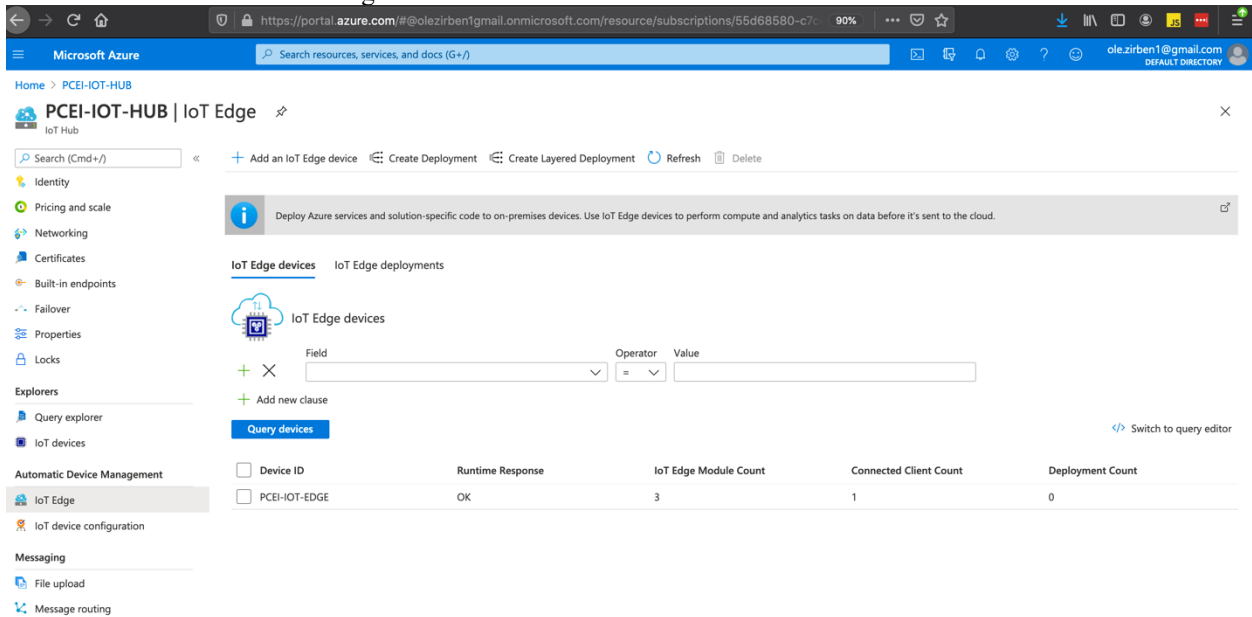 https://portal.azure.com/#@olezirben1gmail.onmicrosoft.com/resource/subscriptions/55d68580-c7c 90%
JS
Microsoft Azure
Search resources, services, and docs (G+/)
ole.zirben1@gmail.com
DEFAULT DIRECTORY
Home > PCEI-IOT-HUB
PCEI-IOT-HUB | IoT Edge
IoT Hub
Search (Cmd+/)
Identity
Pricing and scale
Networking
Certificates
Built-in endpoints
Failover
Properties
Locks
Explorers
Query explorer
IoT devices
Automatic Device Management
IoT Edge
IoT device configuration
Messaging
File upload
Message routing
Add an IoT Edge device Create Deployment Create Layered Deployment Refresh Delete
Deploy Azure services and solution-specific code to on-premises devices. Use IoT Edge devices to perform compute and analytics tasks on data before it's sent to the cloud.
IoT Edge devices IoT Edge deployments
IoT Edge devices
Field Operator Value
=
Add new clause
Query devices
</> Switch to query editor
Device ID Runtime Response IoT Edge Module Count Connected Client Count Deployment Count
PCEI-IOT-EDGE OK 3 1 0